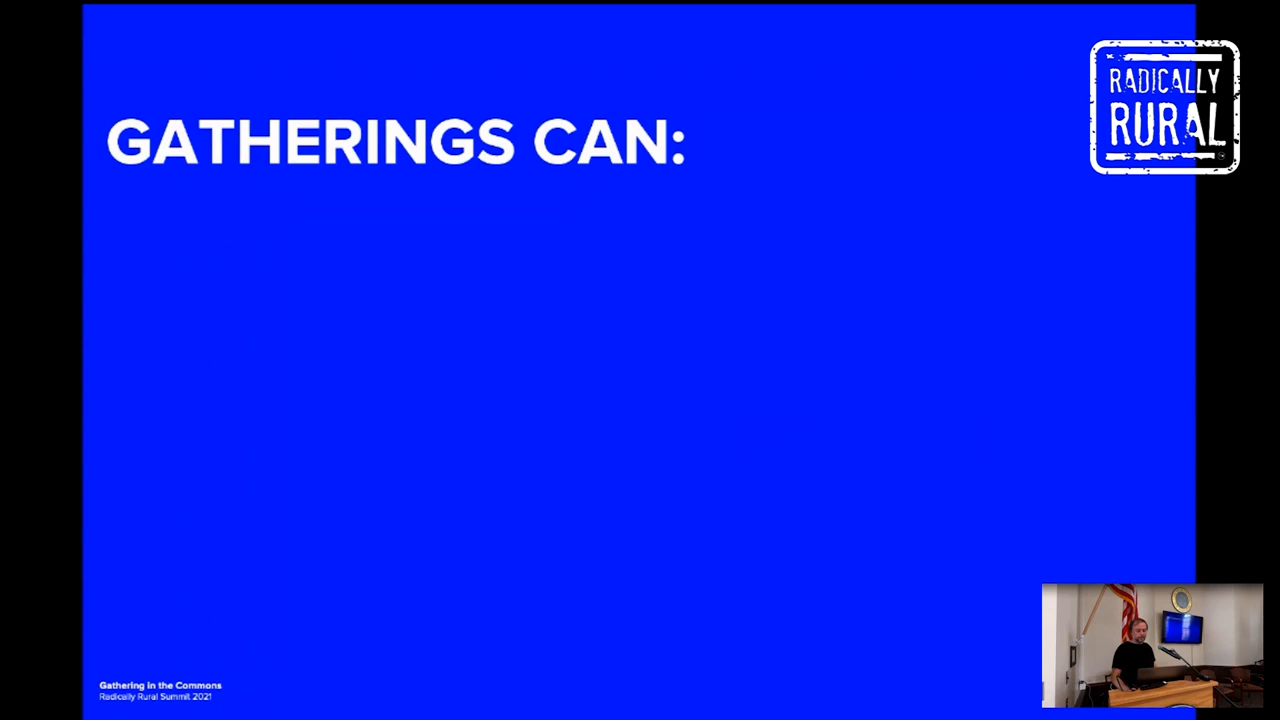 GATHERINGS CAN:
RADICALLY
RURAL
Gathering in the Commons
Radically Rural Summit 2021